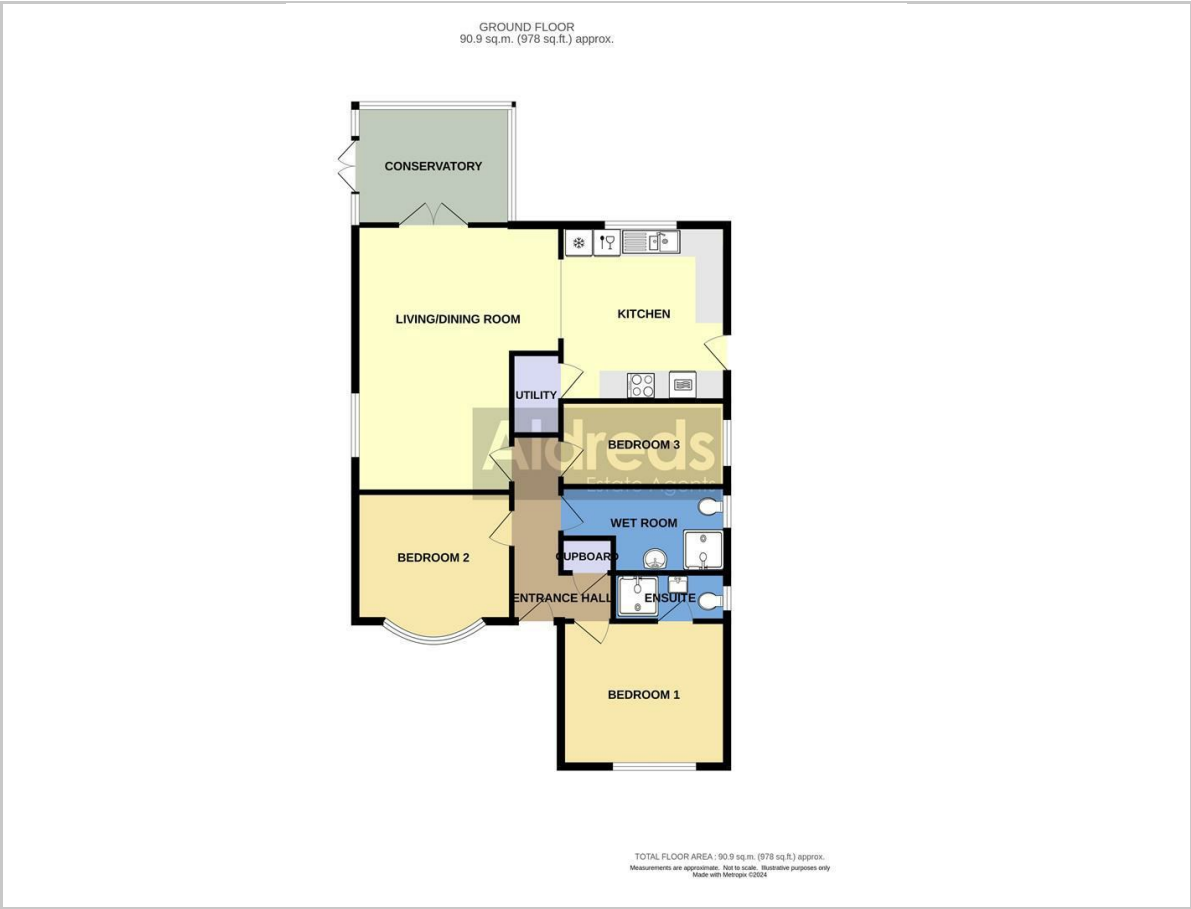 GROUND FLOOR
90.9 sq.m. (978 sq.ft.) approx.
CONSERVATORY
LIVING/DINING ROOM
KITCHEN
UTILITY
BEDROOM 3
Aldreds
Estate Agents
WET ROOM
BEDROOM 2
CUPBOARD
ENTRANCE HALL
ENSUITE
BEDROOM 1
TOTAL FLOOR AREA : 90.9 sq.m. (978 sq.ft.) approx.
Measurements are approximate. Not to scale. Illustrative purposes only
Made with Metropix ©2024